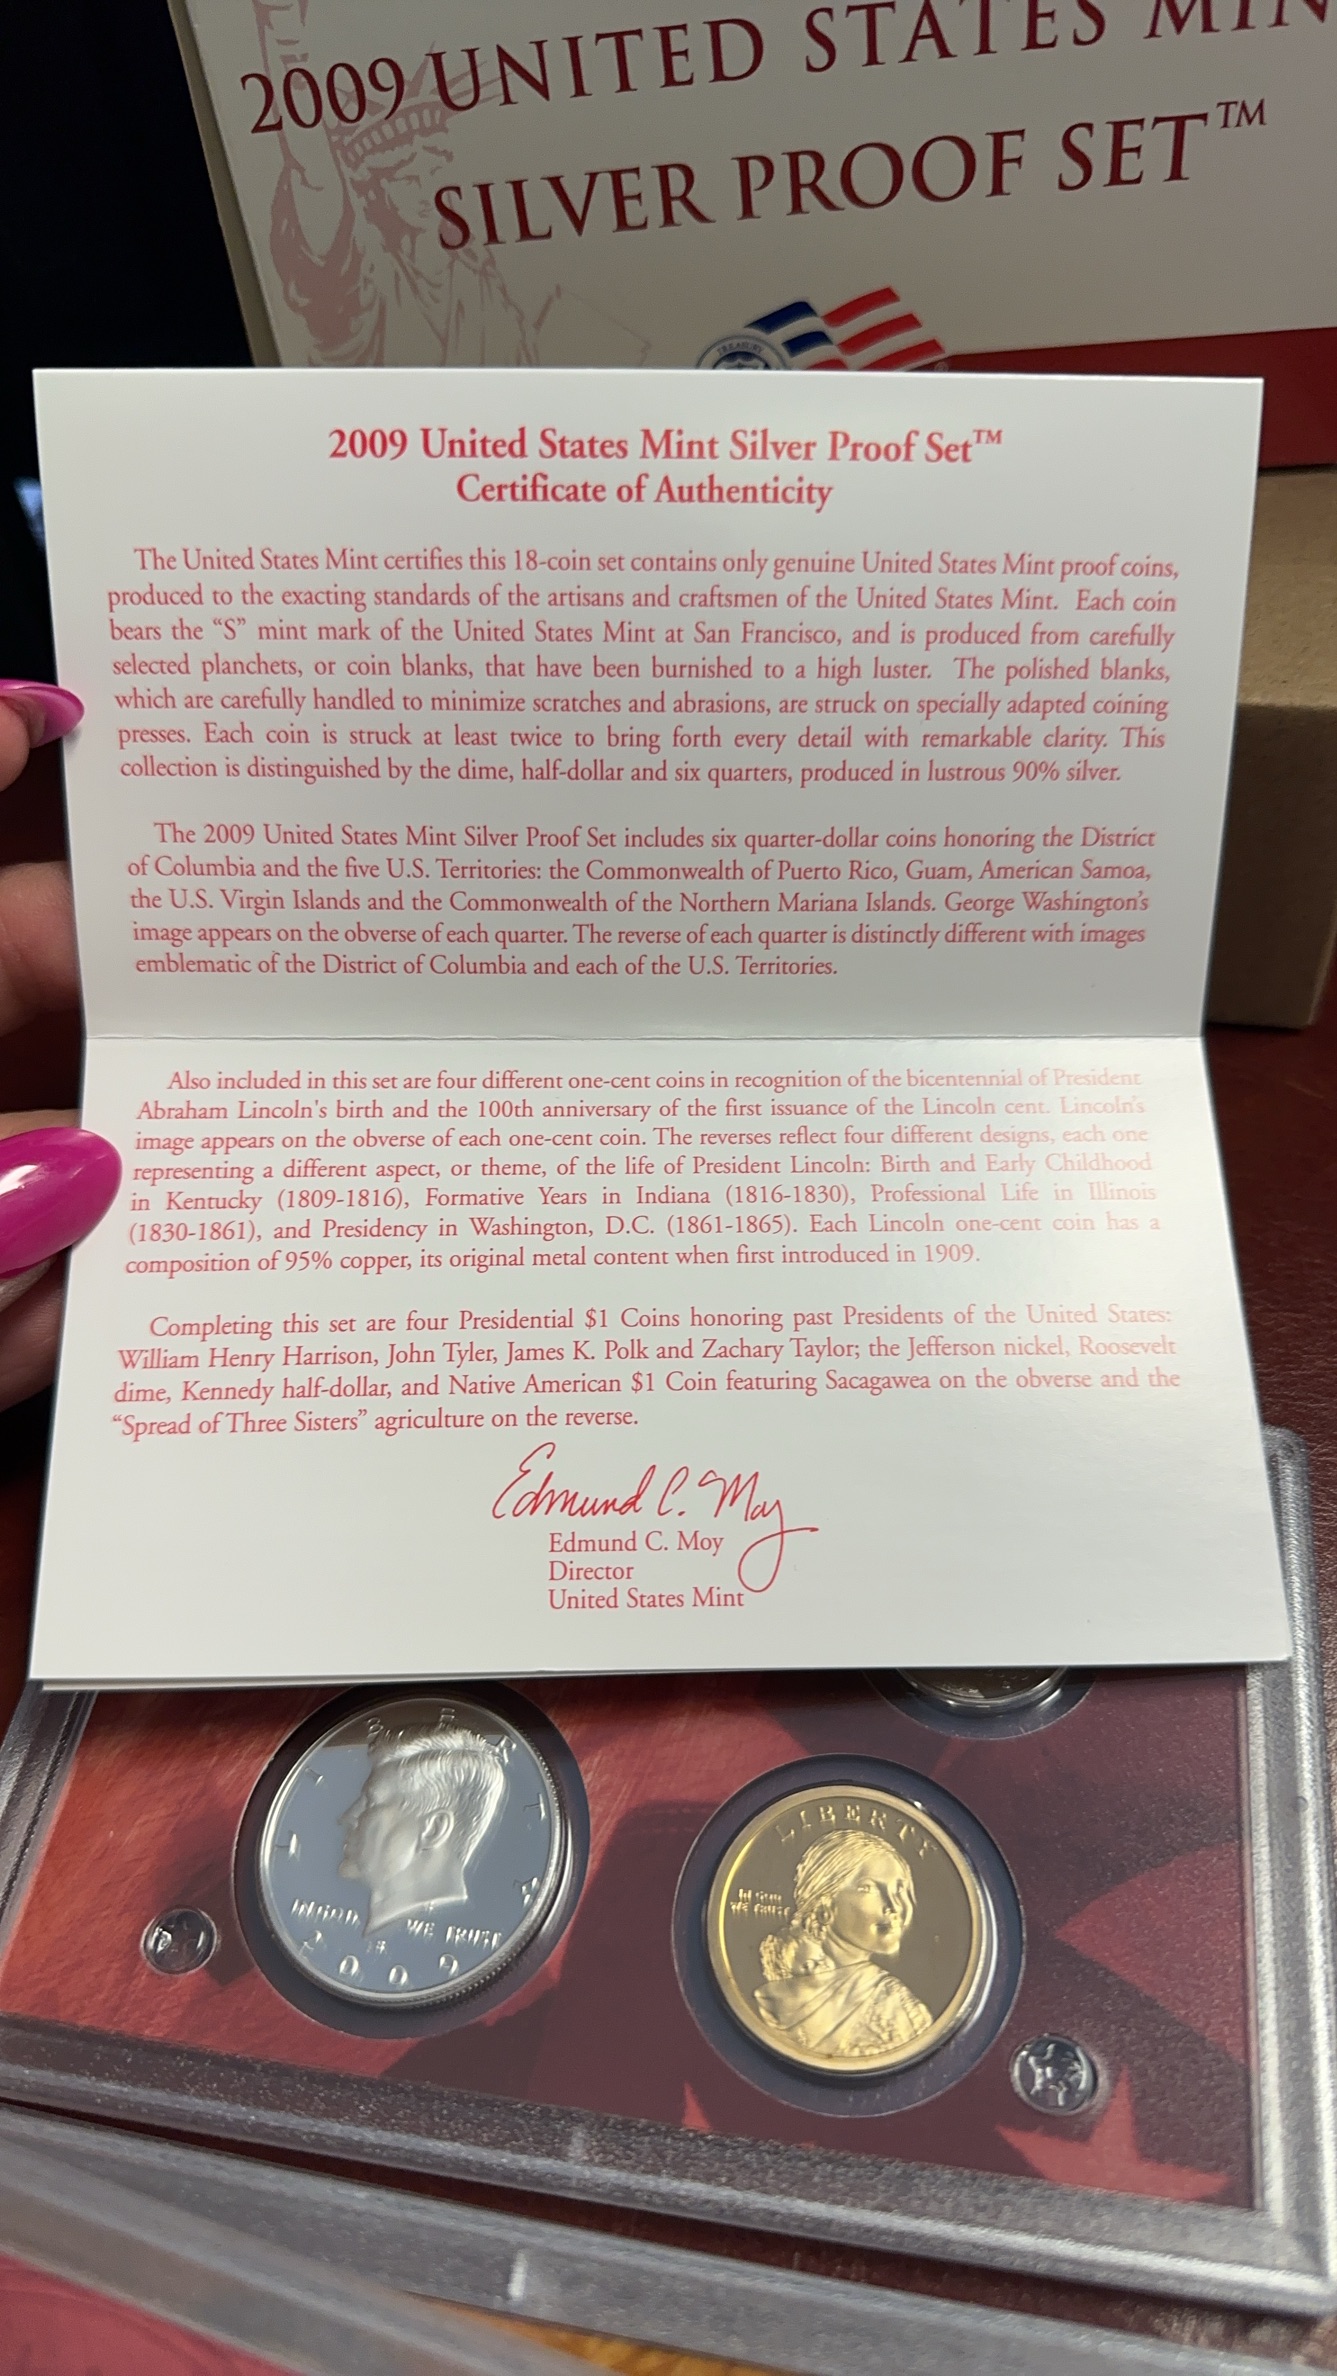 2009 UNITED STATES MIN
SILVER PROOF SET™
TREASURY
2009 United States Mint Silver Proof Set™
Certificate of Authenticity
The United States Mint certifies this 18-coin set contains only genuine United States Mint proof coins,
produced to the exacting standards of the artisans and craftsmen of the United States Mint. Each coin
bears the “S” mint mark of the United States Mint at San Francisco, and is produced from carefully
selected planchets, or coin blanks, that have been burnished to a high luster. The polished blanks,
which are carefully handled to minimize scratches and abrasions, are struck on specially adapted coining
presses. Each coin is struck at least twice to bring forth every detail with remarkable clarity. This
collection is distinguished by the dime, half-dollar and six quarters, produced in lustrous 90% silver.
The 2009 United States Mint Silver Proof Set includes six quarter-dollar coins honoring the District
of Columbia and the five U.S. Territories: the Commonwealth of Puerto Rico, Guam, American Samoa,
the U.S. Virgin Islands and the Commonwealth of the Northern Mariana Islands. George Washington's
image appears on the obverse of each quarter. The reverse of each quarter is distinctly different with images
emblematic of the District of Columbia and each of the U.S. Territories.
Also included in this set are four different one-cent coins in recognition of the bicentennial of President
Abraham Lincoln's birth and the 100th anniversary of the first issuance of the Lincoln cent. Lincoln's
image appears on the obverse of each one-cent coin. The reverses reflect four different designs, each one
representing a different aspect, or theme, of the life of President Lincoln: Birth and Early Childhood
in Kentucky (1809-1816), Formative Years in Indiana (1816-1830), Professional Life in Illinois
(1830-1861), and Presidency in Washington, D.C. (1861-1865). Each Lincoln one-cent coin has a
composition of 95% copper, its original metal content when first introduced in 1909.
Completing this set are four Presidential $1 Coins honoring past Presidents of the United States:
William Henry Harrison, John Tyler, James K. Polk and Zachary Taylor; the Jefferson nickel, Roosevelt
dime, Kennedy half-dollar, and Native American $1 Coin featuring Sacagawea on the obverse and the
“Spread of Three Sisters” agriculture on the reverse.
Edmund C. Moy
Edmund C. Moy
Director
United States Mint
LIBERTY
IN GOD WE TRUST
2009
LIBERTY
IN GOD
WE TRUST